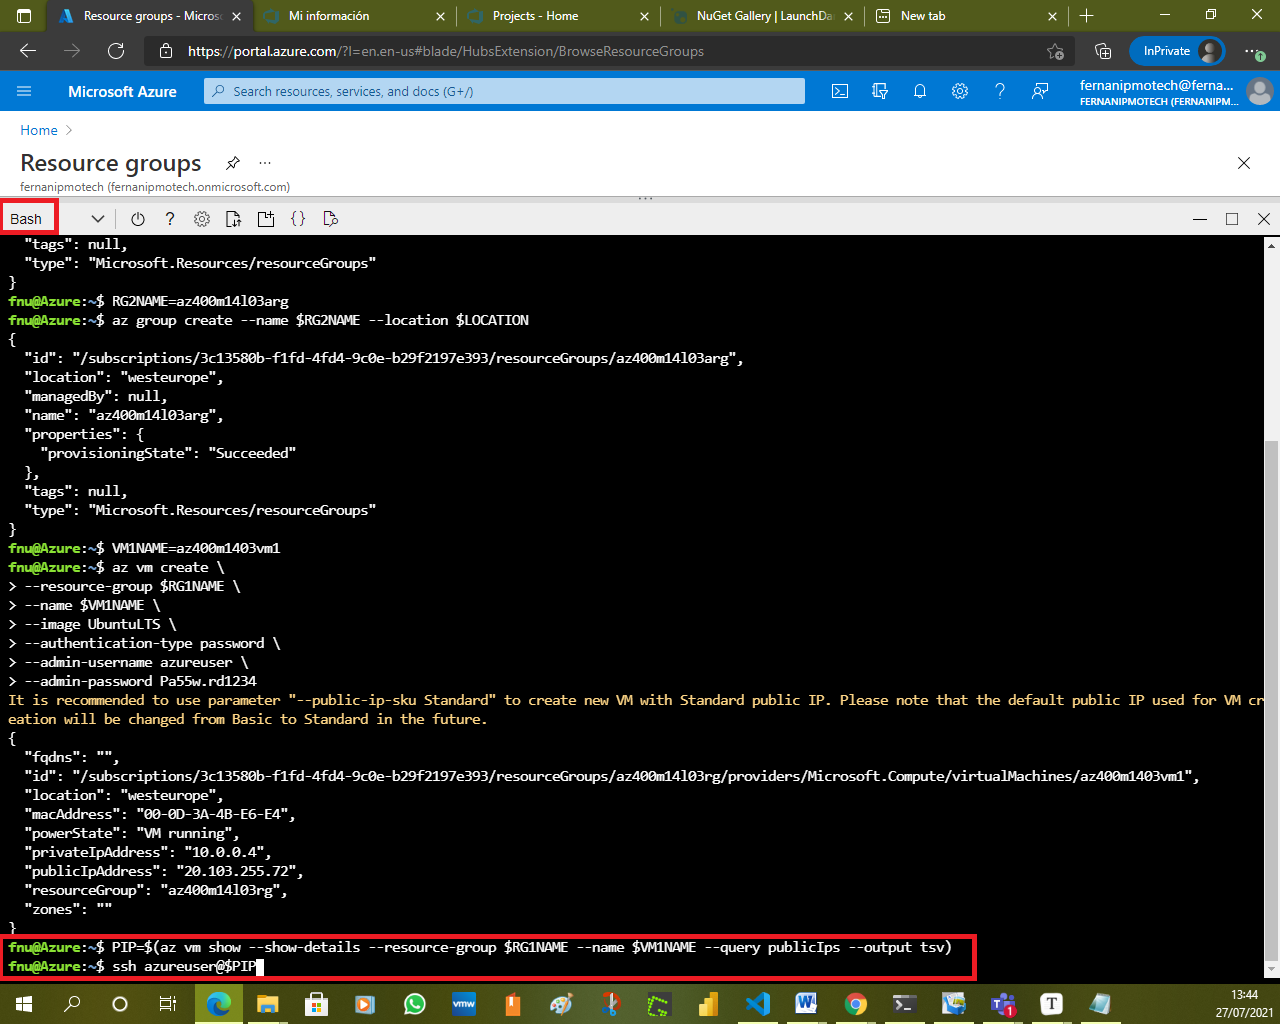 Resource groups - Micros
Mi información
Projects - Home
NuGet Gallery | LaunchDa
New tab
https://portal.azure.com/?l=en.en-us#blade/HubsExtension/BrowseResourceGroups
InPrivate
Microsoft Azure
Search resources, services, and docs (G+/)
fernanipmotech@ferna...
FERNANIPMOTECH (FERNANIPM...
Home
Resource groups
fernanipmotech (fernanipmotech.onmicrosoft.com)
Bash
"tags": null,
"type": "Microsoft.Resources/resourceGroups"
}
fnu@Azure:~$ RG2NAME=az400m14l03arg
fnu@Azure:~$ az group create --name $RG2NAME --location $LOCATION
{
"id": "/subscriptions/3c13580b-f1fd-4fd4-9c0e-b29f2197e393/resourceGroups/az400m14l03arg",
"location": "westeurope",
"managedBy": null,
"name": "az400m14l03arg",
"properties": {
"provisioningState": "Succeeded"
},
"tags": null,
"type": "Microsoft.Resources/resourceGroups"
}
fnu@Azure:~$ VM1NAME=az400m1403vm1
fnu@Azure:~$ az vm create \
> --resource-group $RG1NAME \
> --name $VM1NAME \
> --image UbuntuLTS \
> --authentication-type password \
> --admin-username azureuser \
> --admin-password Pa55w.rd1234
It is recommended to use parameter "--public-ip-sku Standard" to create new VM with Standard public IP. Please note that the default public IP used for VM cr
eation will be changed from Basic to Standard in the future.
{
"fqdns": "",
"id": "/subscriptions/3c13580b-f1fd-4fd4-9c0e-b29f2197e393/resourceGroups/az400m14l03rg/providers/Microsoft.Compute/virtualMachines/az400m1403vm1",
"location": "westeurope",
"macAddress": "00-0D-3A-4B-E6-E4",
"powerState": "VM running",
"privateIpAddress": "10.0.0.4",
"publicIpAddress": "20.103.255.72",
"resourceGroup": "az400m14l03rg",
"zones": ""
}
fnu@Azure:~$ PIP=$(az vm show --show-details --resource-group $RG1NAME --name $VM1NAME --query publicIps --output tsv)
fnu@Azure:~$ ssh azureuser@$PIP
13:44
27/07/2021